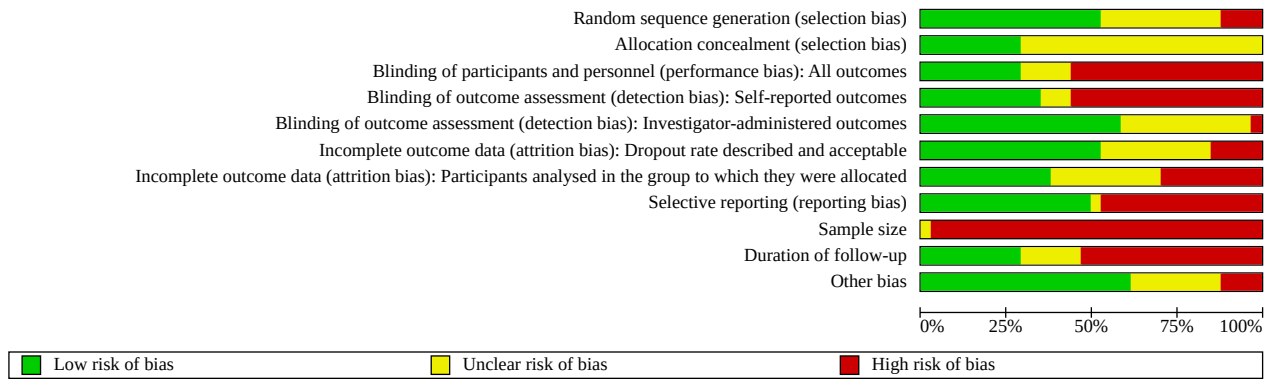 Random sequence generation (selection bias)
Allocation concealment (selection bias)
Blinding of participants and personnel (performance bias): All outcomes
Blinding of outcome assessment (detection bias): Self-reported outcomes
Blinding of outcome assessment (detection bias): Investigator-administered outcomes
Incomplete outcome data (attrition bias): Dropout rate described and acceptable
Incomplete outcome data (attrition bias): Participants analysed in the group to which they were allocated
Selective reporting (reporting bias)
Sample size
Duration of follow-up
Other bias
0% 25% 50% 75% 100%
Low risk of bias Unclear risk of bias High risk of bias